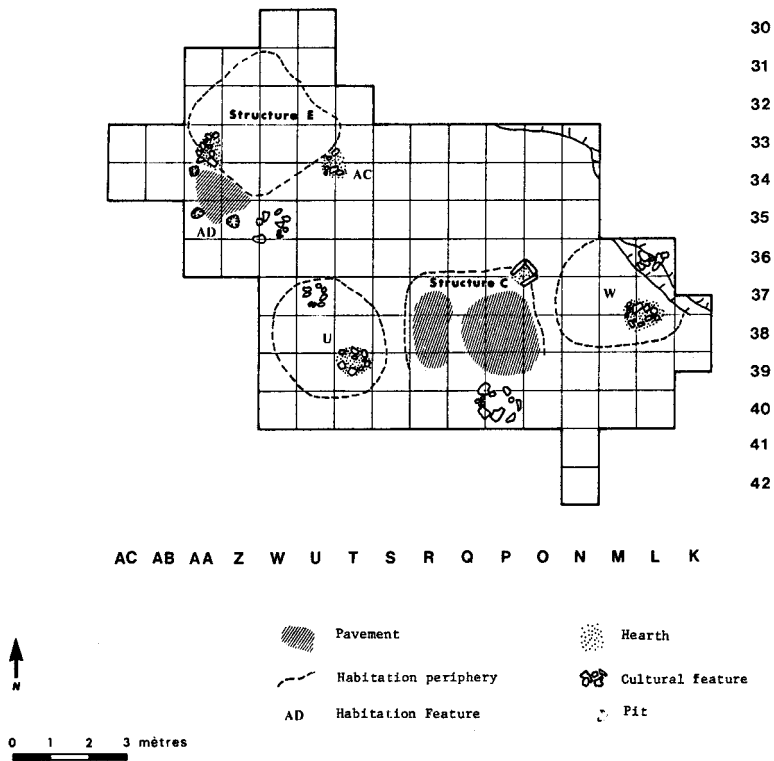 30
31
Structure E
32
33
AC
34
AD
35
36
Structure C
W
37
U
38
39
40
41
42
AC AB AA Z W U T S R Q P O N M L K
Pavement
Hearth
Habitation periphery
Cultural feature
N
AD Habitation Feature
Pit
0 1 2 3 mètres